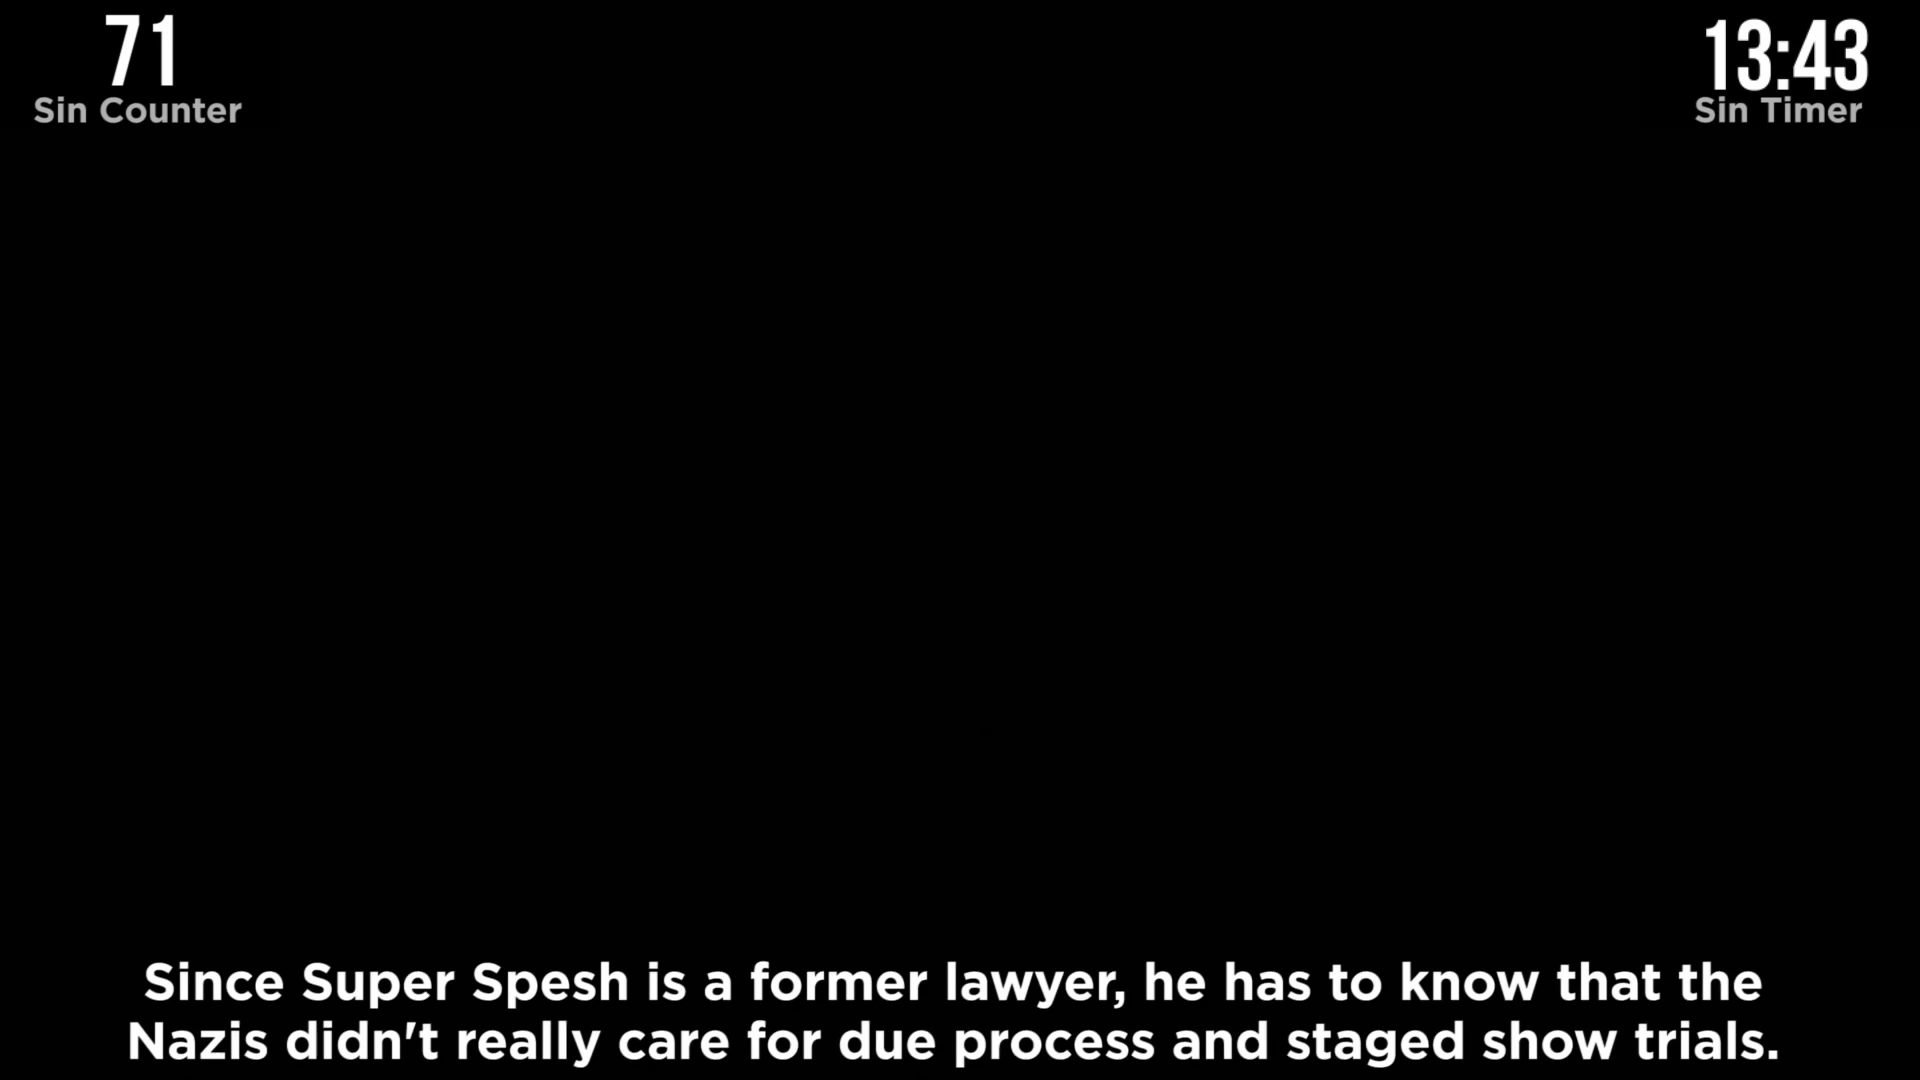 71
Sin Counter
13:43
Sin Timer
Since Super Spesh is a former lawyer, he has to know that the
Nazis didn't really care for due process and staged show trials.